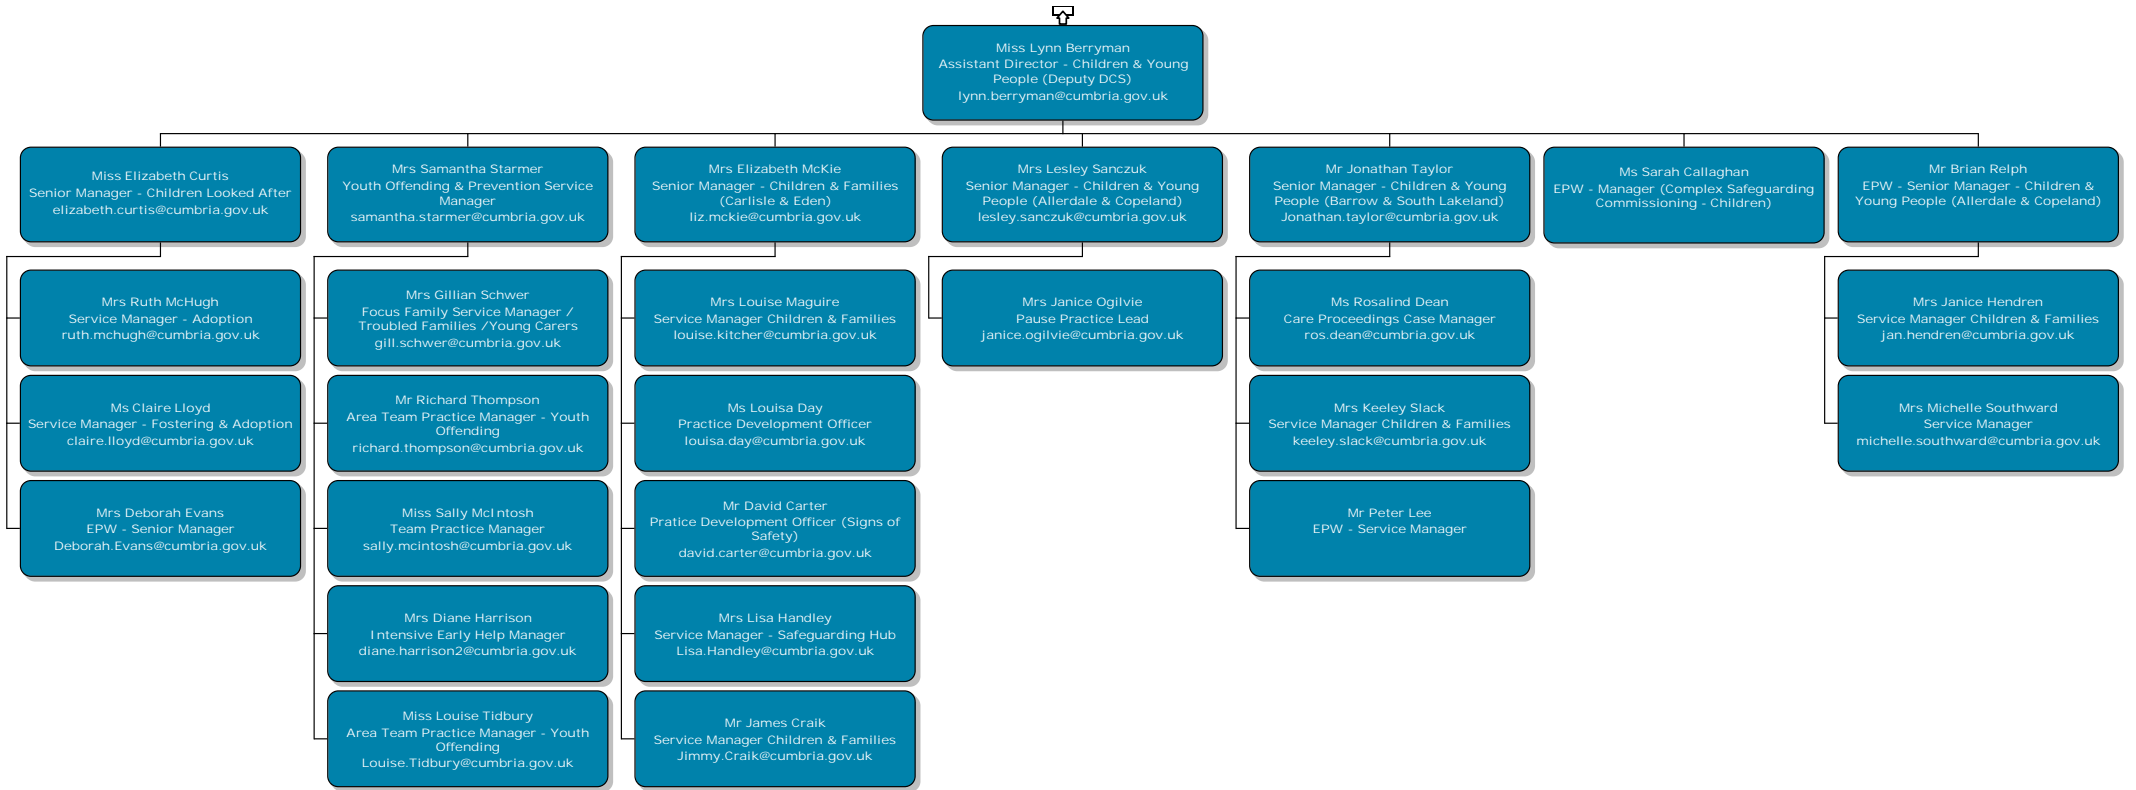 Miss Lynn Berryman
Assistant Director - Children & Young
People (Deputy DCS)
lynn.berryman@cumbria.gov.uk
Miss Elizabeth Curtis
Senior Manager - Children Looked After
elizabeth.curtis@cumbria.gov.uk
Mrs Samantha Starmer
Youth Offending & Prevention Service
Manager
samantha.starmer@cumbria.gov.uk
Mrs Elizabeth McKie
Senior Manager - Children & Families
(Carlisle & Eden)
liz.mckie@cumbria.gov.uk
Mrs Lesley Sanczuk
Senior Manager - Children & Young
People (Allerdale & Copeland)
lesley.sanczuk@cumbria.gov.uk
Mr Jonathan Taylor
Senior Manager - Children & Young
People (Barrow & South Lakeland)
Jonathan.taylor@cumbria.gov.uk
Ms Sarah Callaghan
EPW - Manager (Complex Safeguarding
Commissioning - Children)
Mr Brian Relph
EPW - Senior Manager - Children &
Young People (Allerdale & Copeland)
Mrs Ruth McHugh
Service Manager - Adoption
ruth.mchugh@cumbria.gov.uk
Ms Claire Lloyd
Service Manager - Fostering & Adoption
claire.lloyd@cumbria.gov.uk
Mrs Deborah Evans
EPW - Senior Manager
Deborah.Evans@cumbria.gov.uk
Mrs Gillian Schwer
Focus Family Service Manager /
Troubled Families /Young Carers
gill.schwer@cumbria.gov.uk
Mr Richard Thompson
Area Team Practice Manager - Youth
Offending
richard.thompson@cumbria.gov.uk
Miss Sally McIntosh
Team Practice Manager
sally.mcintosh@cumbria.gov.uk
Mrs Diane Harrison
Intensive Early Help Manager
diane.harrison2@cumbria.gov.uk
Miss Louise Tidbury
Area Team Practice Manager - Youth
Offending
Louise.Tidbury@cumbria.gov.uk
Mrs Louise Maguire
Service Manager Children & Families
louise.kitcher@cumbria.gov.uk
Ms Louisa Day
Practice Development Officer
louisa.day@cumbria.gov.uk
Mr David Carter
Pratice Development Officer (Signs of
Safety)
david.carter@cumbria.gov.uk
Mrs Lisa Handley
Service Manager - Safeguarding Hub
Lisa.Handley@cumbria.gov.uk
Mr James Craik
Service Manager Children & Families
Jimmy.Craik@cumbria.gov.uk
Mrs Janice Ogilvie
Pause Practice Lead
janice.ogilvie@cumbria.gov.uk
Ms Rosalind Dean
Care Proceedings Case Manager
ros.dean@cumbria.gov.uk
Mrs Keeley Slack
Service Manager Children & Families
keeley.slack@cumbria.gov.uk
Mr Peter Lee
EPW - Service Manager
Mrs Janice Hendren
Service Manager Children & Families
jan.hendren@cumbria.gov.uk
Mrs Michelle Southward
Service Manager
michelle.southward@cumbria.gov.uk